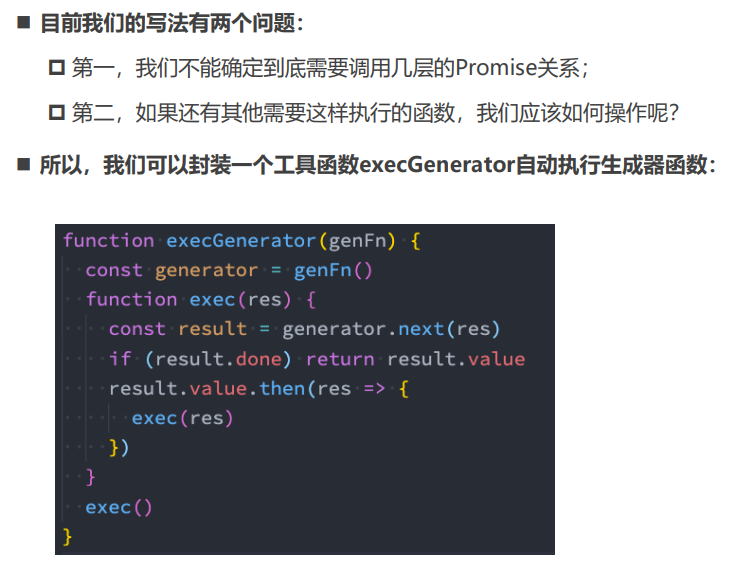 目前我们的写法有两个问题：
第一，我们不能确定到底需要调用几层的Promise关系；
第二，如果还有其他需要这样执行的函数，我们应该如何操作呢？
所以，我们可以封装一个工具函数execGenerator自动执行生成器函数：
function execGenerator(genFn) {
  const generator = genFn()
  function exec(res) {
    const result = generator.next(res)
    if (result.done) return result.value
    result.value.then(res => {
      exec(res)
    })
  }
  exec()
}